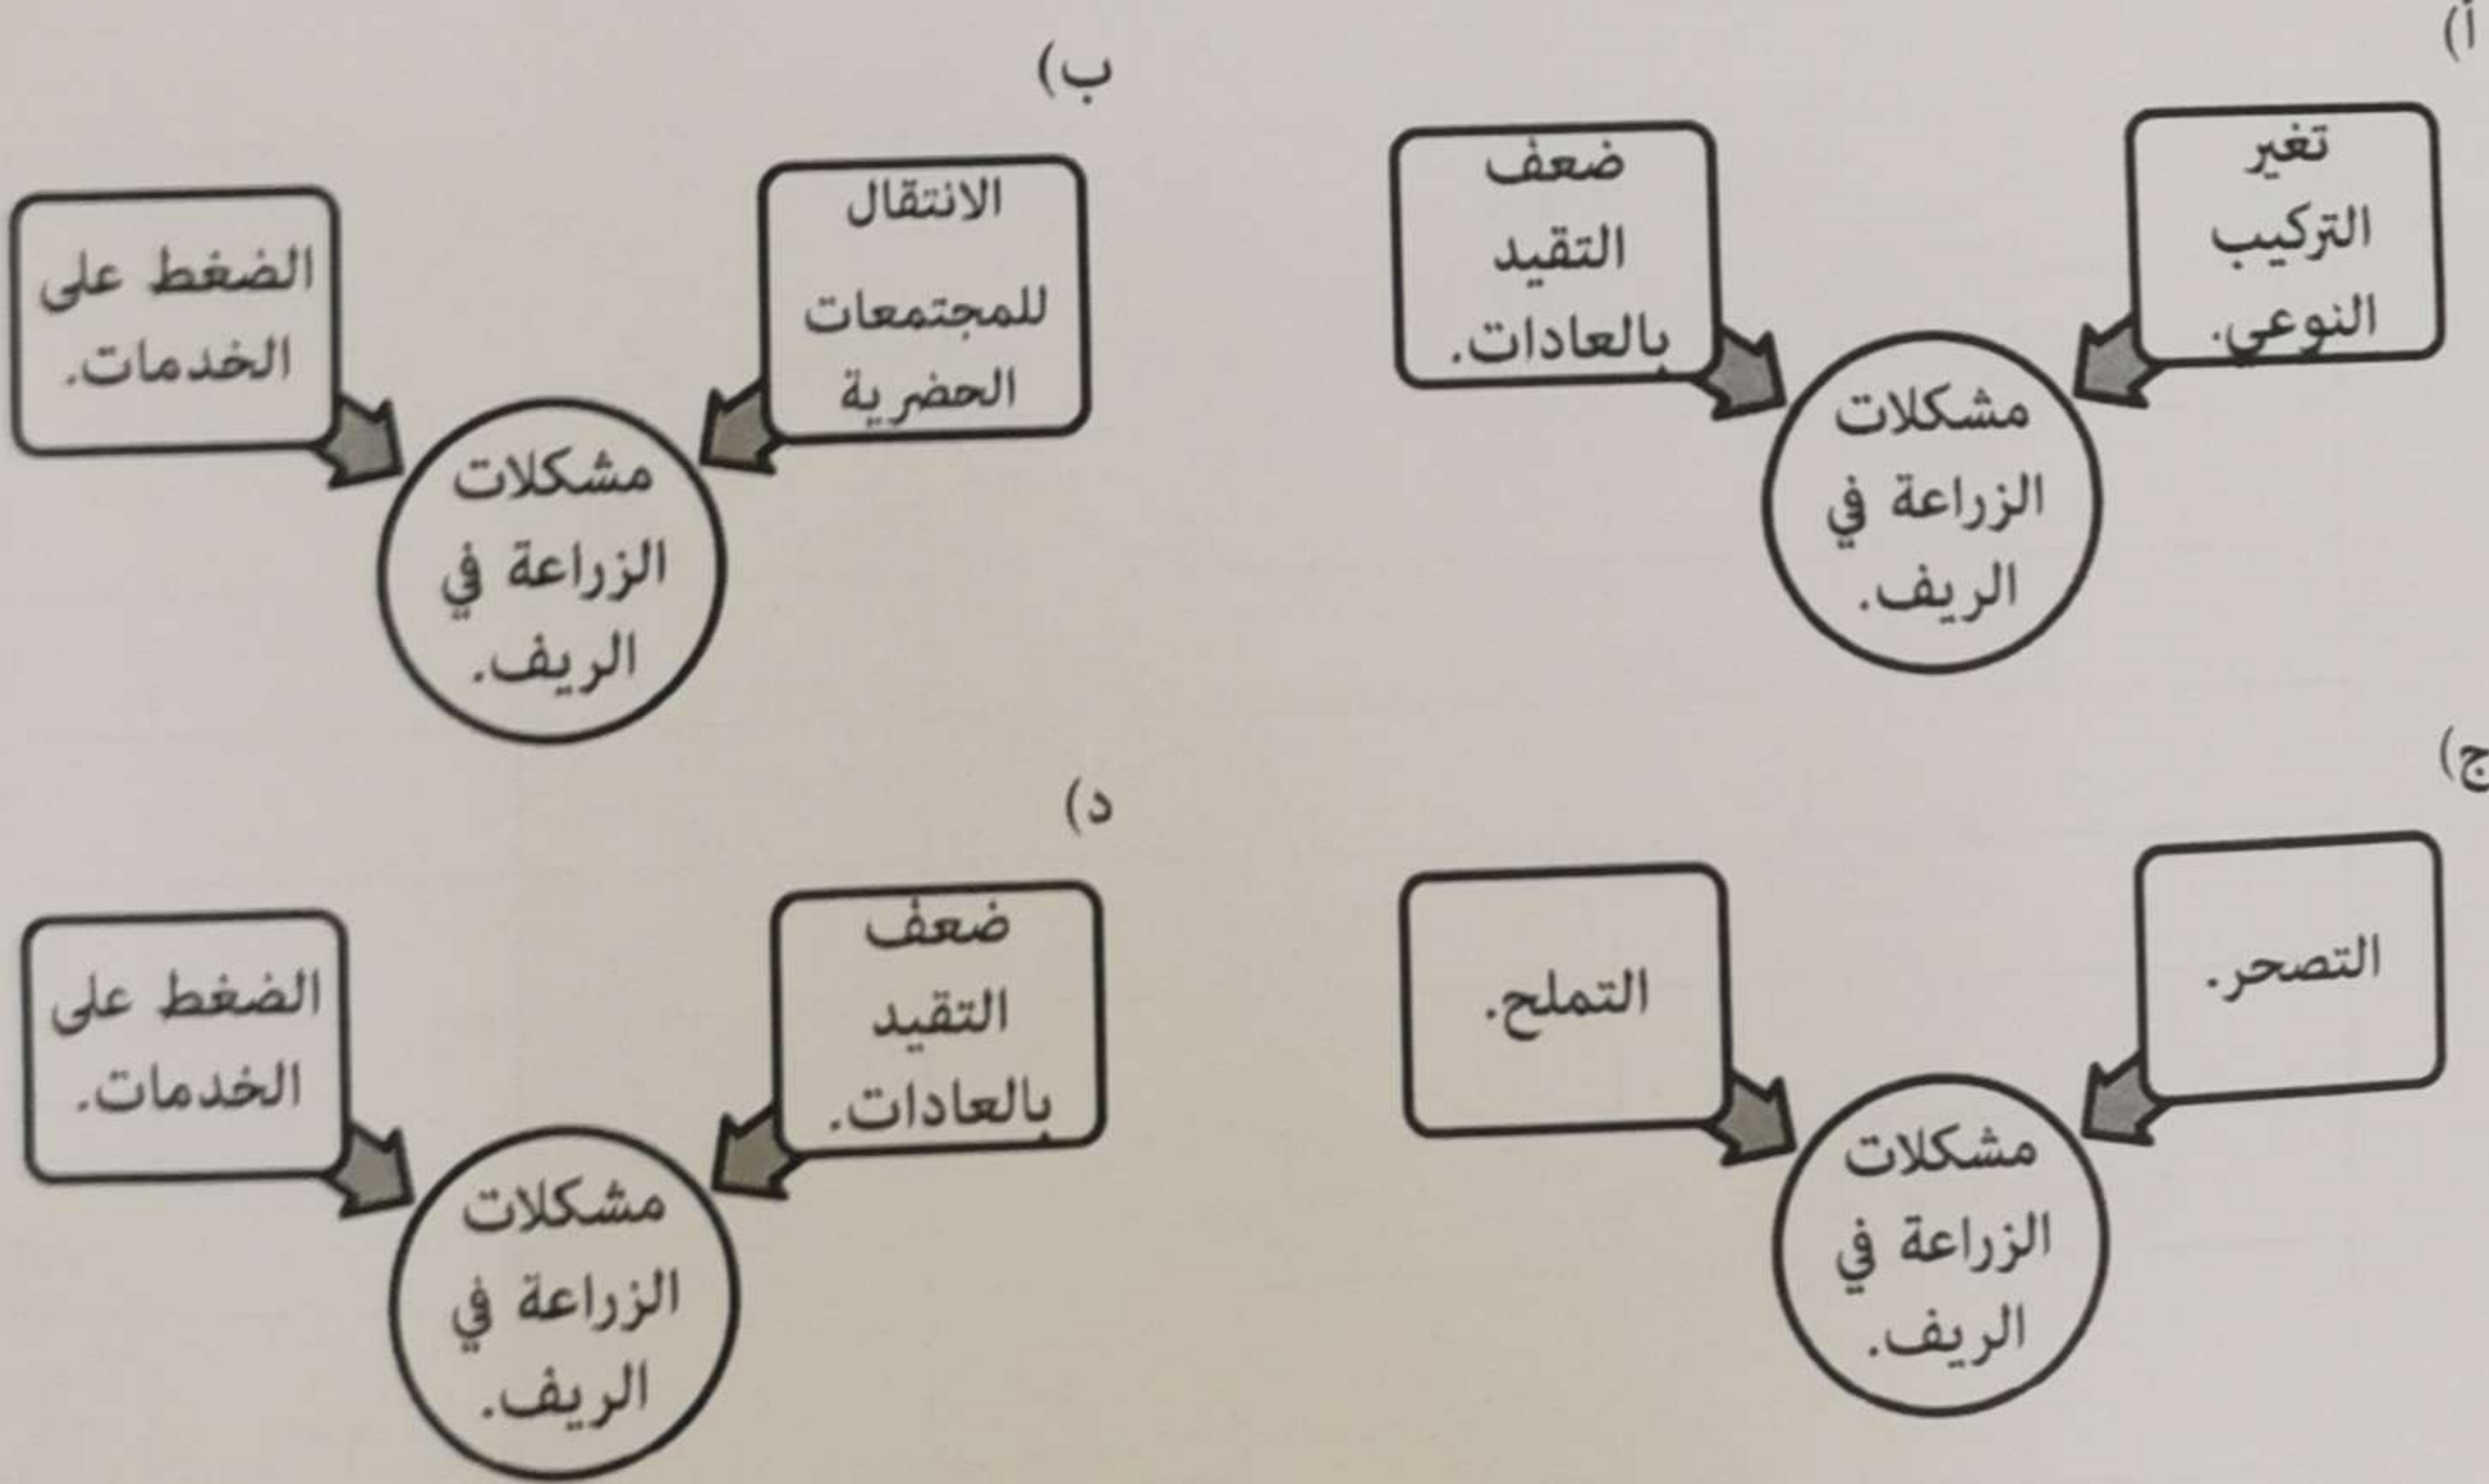 أ)
تغير
التركيب
النوعي.
ضعف
التقيد
بالعادات.
مشكلات
الزراعة في
الريف.
ب)
الانتقال
للمجتمعات
الحضرية
الضغط على
الخدمات.
مشكلات
الزراعة في
الريف.
ج)
التصحر.
التملح.
مشكلات
الزراعة في
الريف.
د)
ضعف
التقيد
بالعادات.
الضغط على
الخدمات.
مشكلات
الزراعة في
الريف.